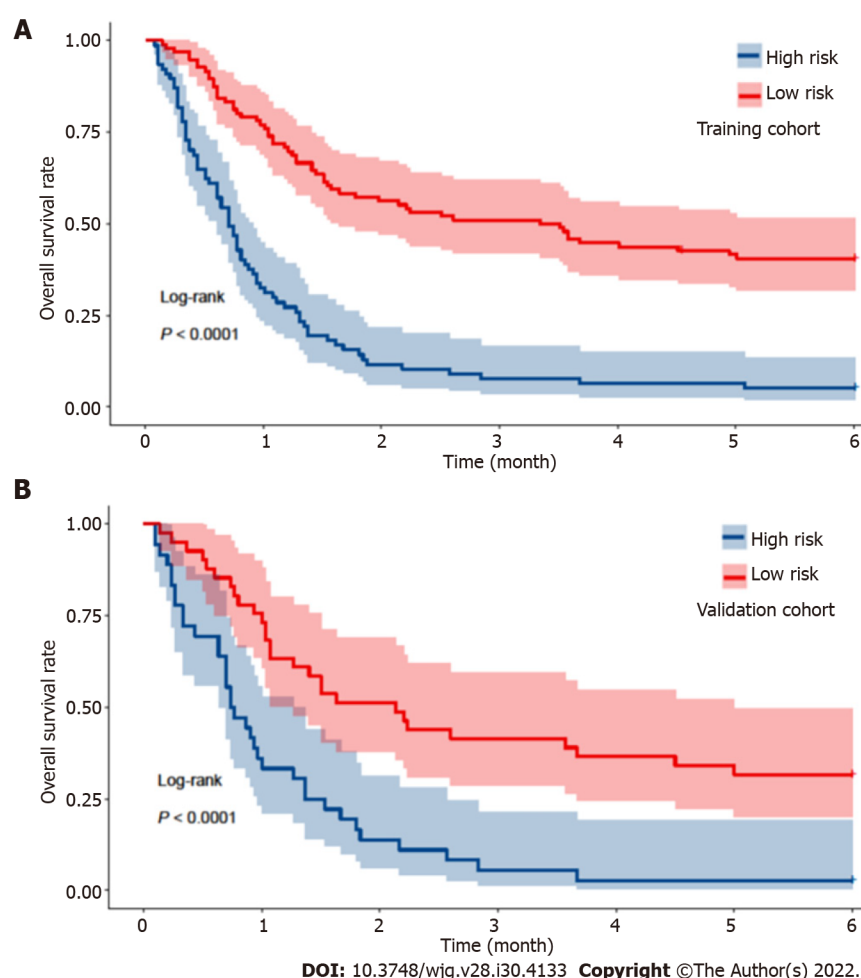 A
1.00
0.75
0.50
0.25
0.00
Overall survival rate
High risk
Low risk
Training cohort
Log-rank
P < 0.0001
0 1 2 3 4 5 6
Time (month)
B
1.00
0.75
0.50
0.25
0.00
Overall survival rate
High risk
Low risk
Validation cohort
Log-rank
P < 0.0001
0 1 2 3 4 5 6
Time (month)
DOI: 10.3748/wjg.v28.i30.4133 Copyright ©The Author(s) 2022.